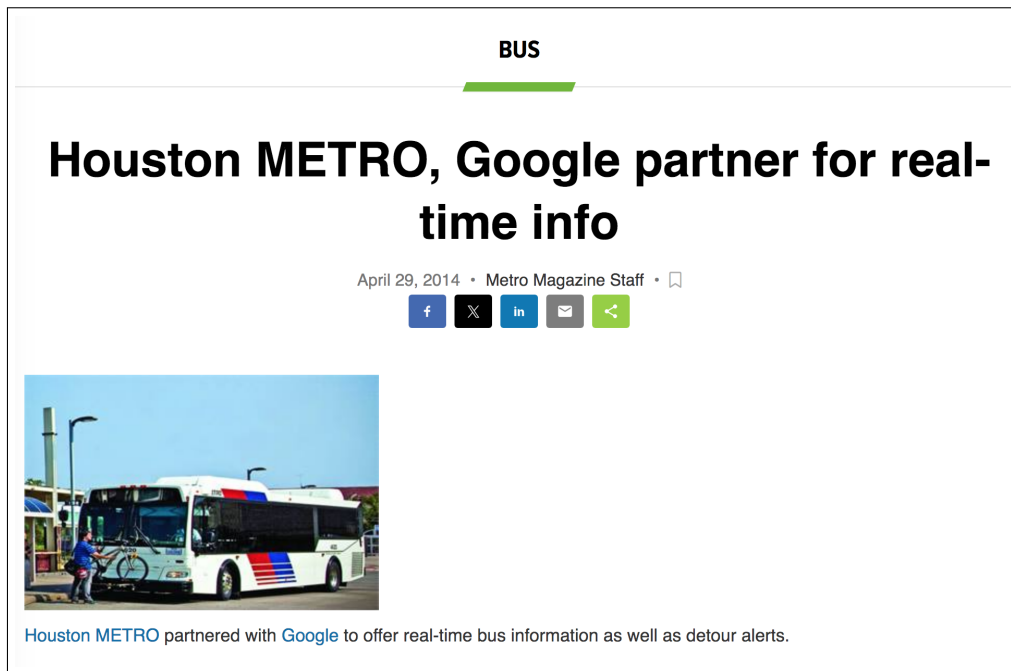 BUS
Houston METRO, Google partner for real-
time info
April 29, 2014 • Metro Magazine Staff •
Houston METRO partnered with Google to offer real-time bus information as well as detour alerts.